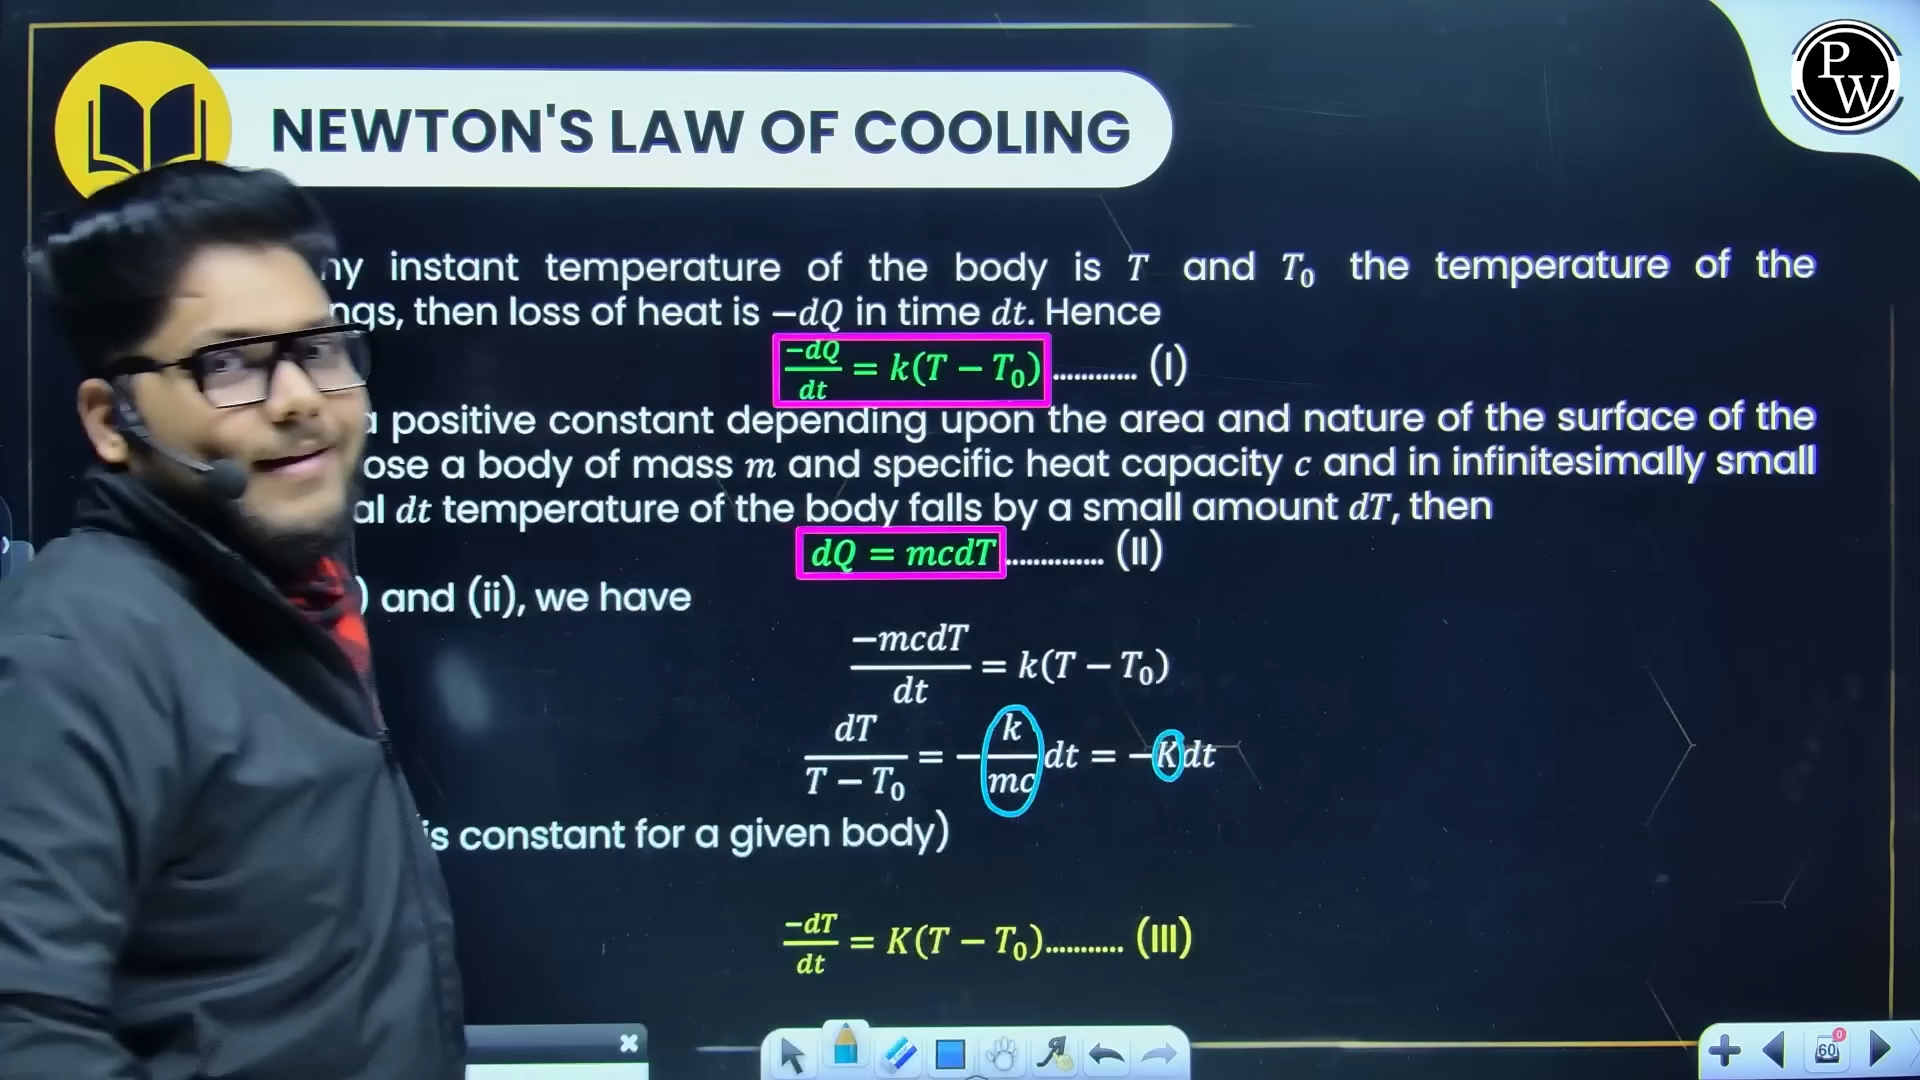 PW
NEWTON'S LAW OF COOLING
instant temperature of the body is T and T₀ the temperature of the
then loss of heat is −dQ in time dt. Hence
−dQ/dt = k(T − T₀)............ (I)
positive constant depending upon the area and nature of the surface of the
a body of mass m and specific heat capacity c and in infinitesimally small
dt temperature of the body falls by a small amount dT, then
dQ = mcdT.............. (II)
) and (ii), we have
−mcdT/dt = k(T − T₀)
dT/(T − T₀) = −(k/mc)dt = −Kdt
is constant for a given body)
−dT/dt = K(T − T₀)........... (III)
60
0